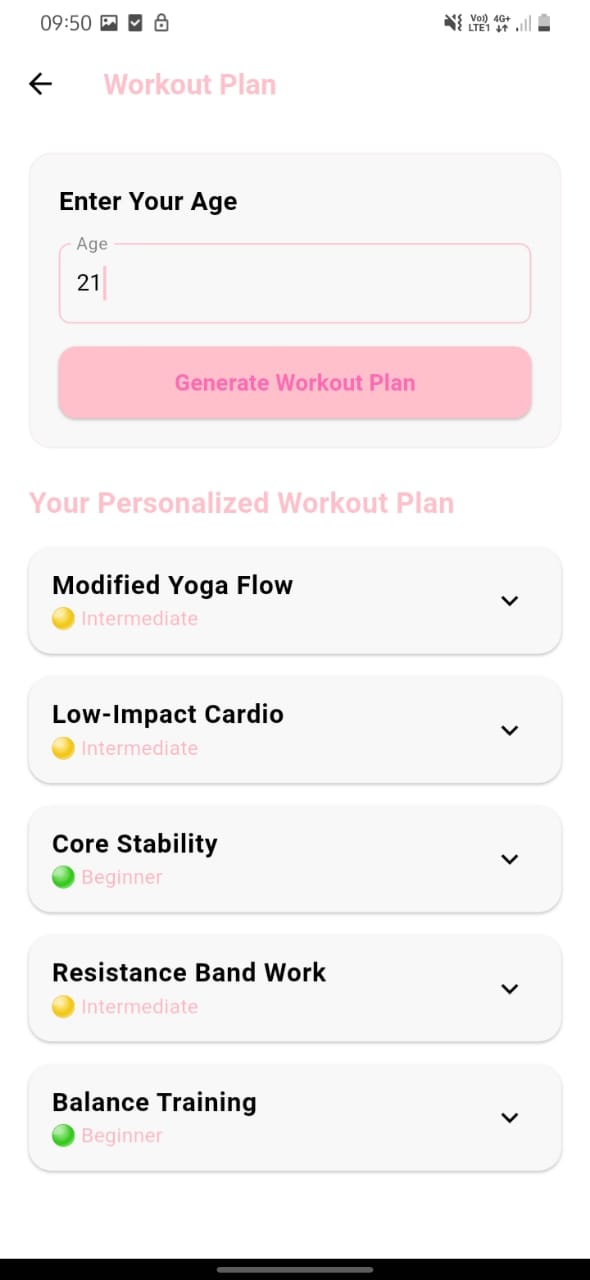 09:50
Vo)) 4G+
LTE1
Workout Plan
Enter Your Age
Age
21
Generate Workout Plan
Your Personalized Workout Plan
Modified Yoga Flow
Intermediate
Low-Impact Cardio
Intermediate
Core Stability
Beginner
Resistance Band Work
Intermediate
Balance Training
Beginner